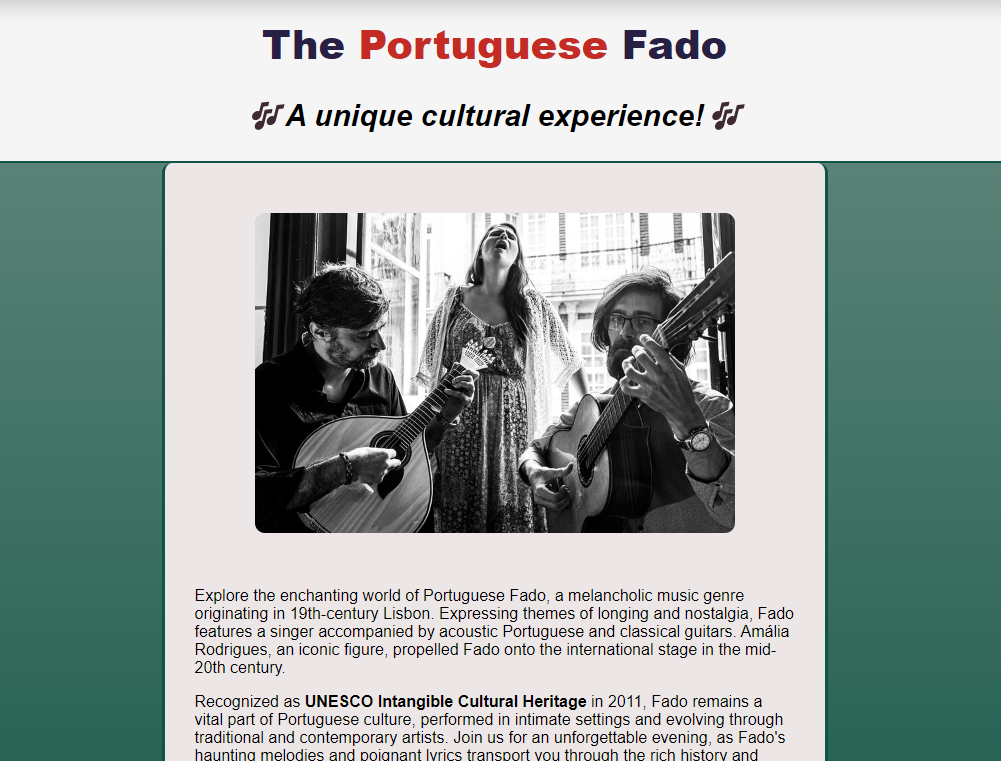 The Portuguese Fado
🎶 A unique cultural experience! 🎶
Explore the enchanting world of Portuguese Fado, a melancholic music genre
originating in 19th-century Lisbon. Expressing themes of longing and nostalgia, Fado
features a singer accompanied by acoustic Portuguese and classical guitars. Amália
Rodrigues, an iconic figure, propelled Fado onto the international stage in the mid-
20th century.
Recognized as UNESCO Intangible Cultural Heritage in 2011, Fado remains a
vital part of Portuguese culture, performed in intimate settings and evolving through
traditional and contemporary artists. Join us for an unforgettable evening, as Fado's
haunting melodies and poignant lyrics transport you through the rich history and